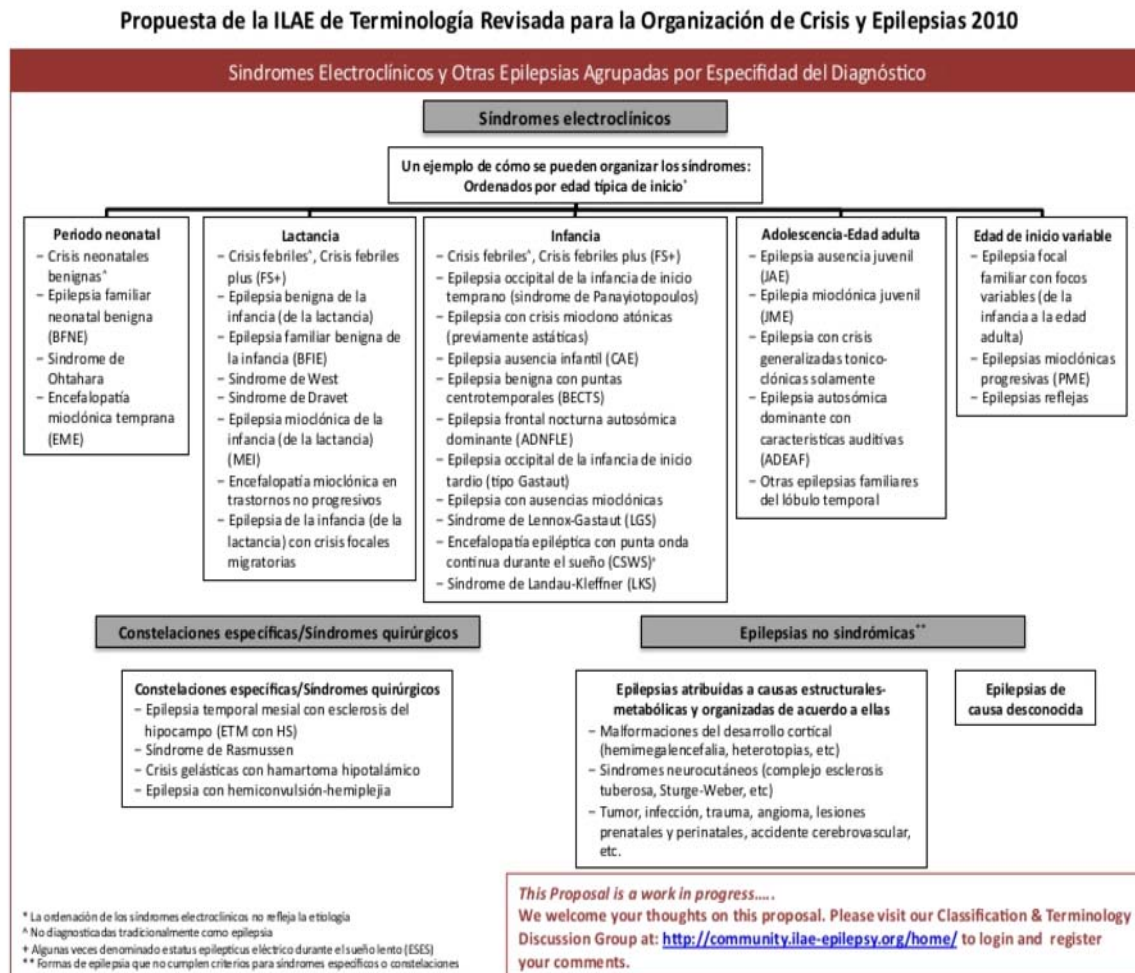 Propuesta de la ILAE de Terminología Revisada para la Organización de Crisis y Epilepsias 2010
Sindromes Electroclínicos y Otras Epilepsias Agrupadas por Especifidad del Diagnóstico
Síndromes electroclínicos
Un ejemplo de cómo se pueden organizar los síndromes:
Ordenados por edad típica de inicio*
Periodo neonatal
– Crisis neonatales
benignas^
– Epilepsia familiar
neonatal benigna
(BFNE)
– Sindrome de
Ohtahara
– Encefalopatía
mioclónica temprana
(EME)
Lactancia
– Crisis febriles^, Crisis febriles
plus (FS+)
– Epilepsia benigna de la
infancia (de la lactancia)
– Epilepsia familiar benigna de
la infancia (BFIE)
– Sindrome de West
– Sindrome de Dravet
– Epilepsia mioclónica de la
infancia (de la lactancia)
(MEI)
– Encefalopatía mioclónica en
trastornos no progresivos
– Epilepsia de la infancia (de la
lactancia) con crisis focales
migratorias
Infancia
– Crisis febriles^, Crisis febriles plus (FS+)
– Epilepsia occipital de la infancia de inicio
temprano (sindrome de Panayiotopoulos)
– Epilepsia con crisis mioclono atónicas
(previamente astáticas)
– Epilepsia ausencia infantil (CAE)
– Epilepsia benigna con puntas
centrotemporales (BECTS)
– Epilepsia frontal nocturna autosómica
dominante (ADNFLE)
– Epilepsia occipital de la infancia de inicio
tardio (tipo Gastaut)
– Epilepsia con ausencias mioclónicas
– Síndrome de Lennox-Gastaut (LGS)
– Encefalopatía epiléptica con punta onda
continua durante el sueño (CSWS)+
– Síndrome de Landau-Kleffner (LKS)
Adolescencia-Edad adulta
– Epilepsia ausencia juvenil
(JAE)
– Epilepia mioclónica juvenil
(JME)
– Epilepsia con crisis
generalizadas tonico-
clónicas solamente
– Epilepsia autosómica
dominante con
caracteristicas auditivas
(ADEAF)
– Otras epilepsias familiares
del lóbulo temporal
Edad de inicio variable
– Epilepsia focal
familiar con focos
variables (de la
infancia a la edad
adulta)
– Epilepsias mioclónicas
progresivas (PME)
– Epilepsias reflejas
Constelaciones específicas/Síndromes quirúrgicos
Constelaciones específicas/Síndromes quirúrgicos
– Epilepsia temporal mesial con esclerosis del
hipocampo (ETM con HS)
– Síndrome de Rasmussen
– Crisis gelásticas con hamartoma hipotalámico
– Epilepsia con hemiconvulsión-hemiplejia
Epilepsias no sindrómicas**
Epilepsias atribuídas a causas estructurales-
metabólicas y organizadas de acuerdo a ellas
– Malformaciones del desarrollo cortical
(hemimegalencefalia, heterotopias, etc)
– Sindromes neurocutáneos (complejo esclerosis
tuberosa, Sturge-Weber, etc)
– Tumor, infección, trauma, angioma, lesiones
prenatales y perinatales, accidente cerebrovascular,
etc.
Epilepsias de
causa desconocida
* La ordenación de los síndromes electroclínicos no refleja la etiología
^ No diagnosticadas tradicionalmente como epilepsia
+ Algunas veces denominado estatus epilepticus eléctrico durante el sueño lento (ESES)
** Formas de epilepsia que no cumplen criterios para síndromes específicos o constelaciones
This Proposal is a work in progress.....
We welcome your thoughts on this proposal. Please visit our Classification & Terminology
Discussion Group at: http://community.ilae-epilepsy.org/home/ to login and register
your comments.